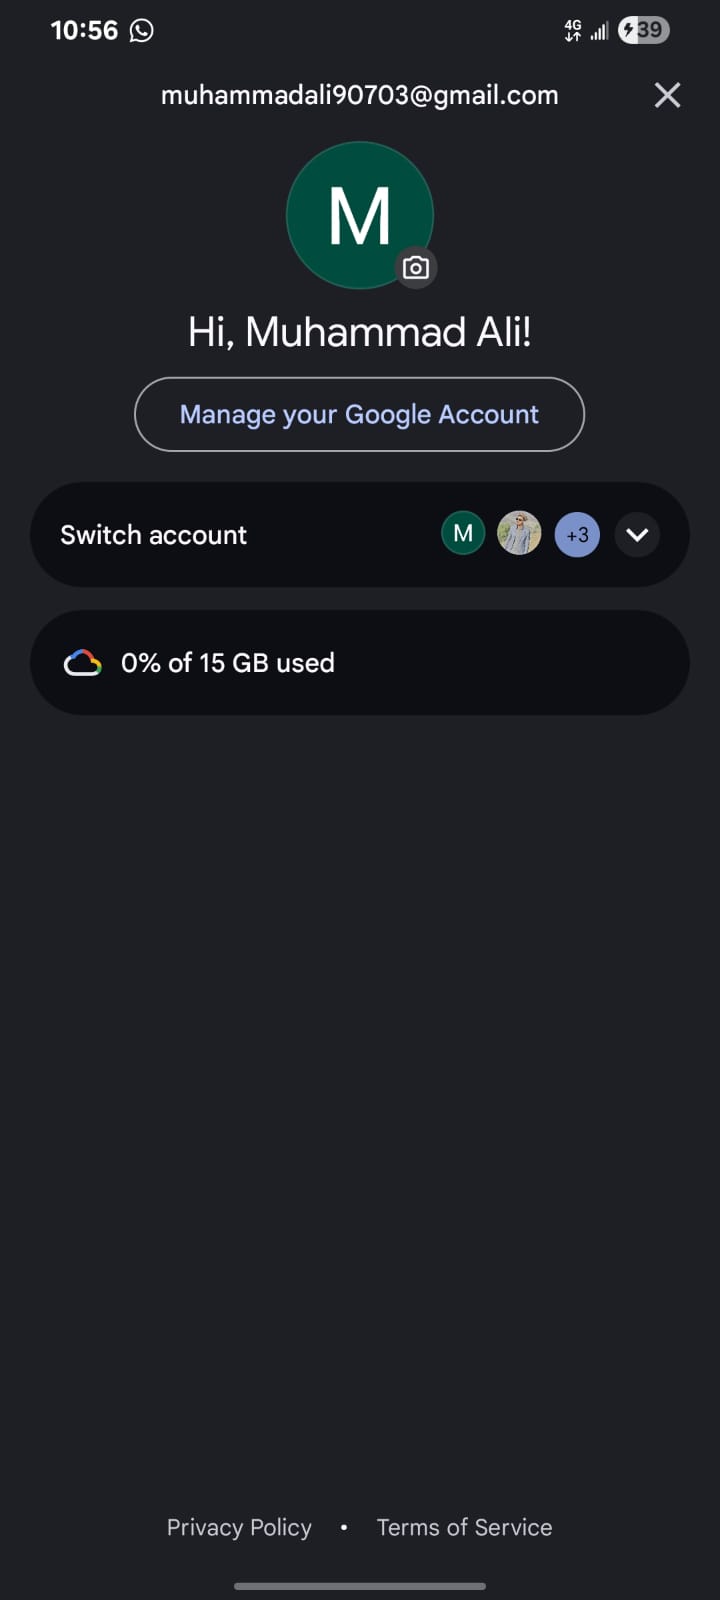 10:56 4G 39
muhammadali90703@gmail.com
M
Hi, Muhammad Ali!
Manage your Google Account
Switch account M +3
0% of 15 GB used
Privacy Policy • Terms of Service